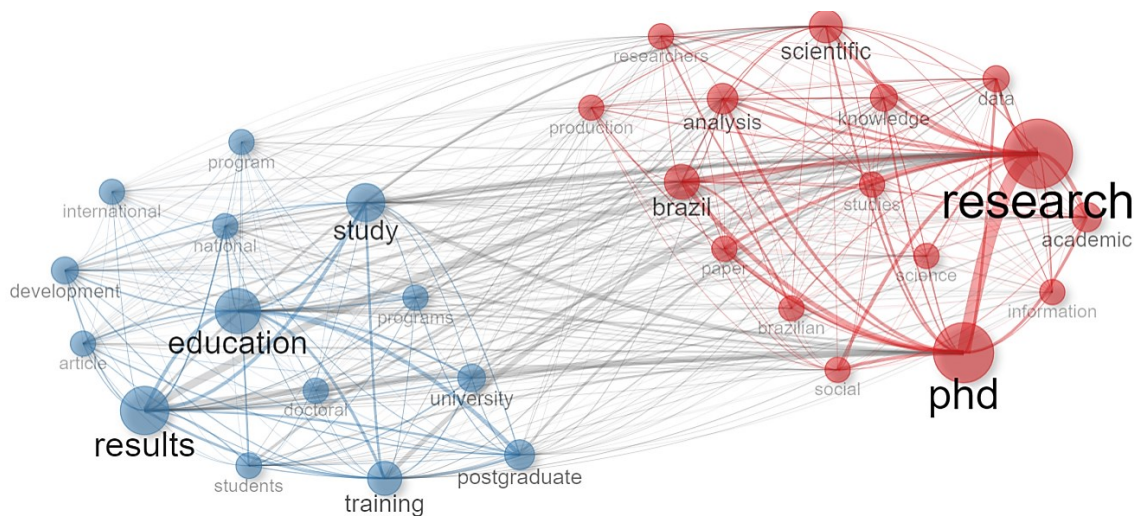 researchers
scientific
data
production
analysis
knowledge
program
research
international
national
study
brazil
studies
academic
development
paper
science
programs
brazilian
information
education
article
social
doctoral
university
phd
results
students
training
postgraduate